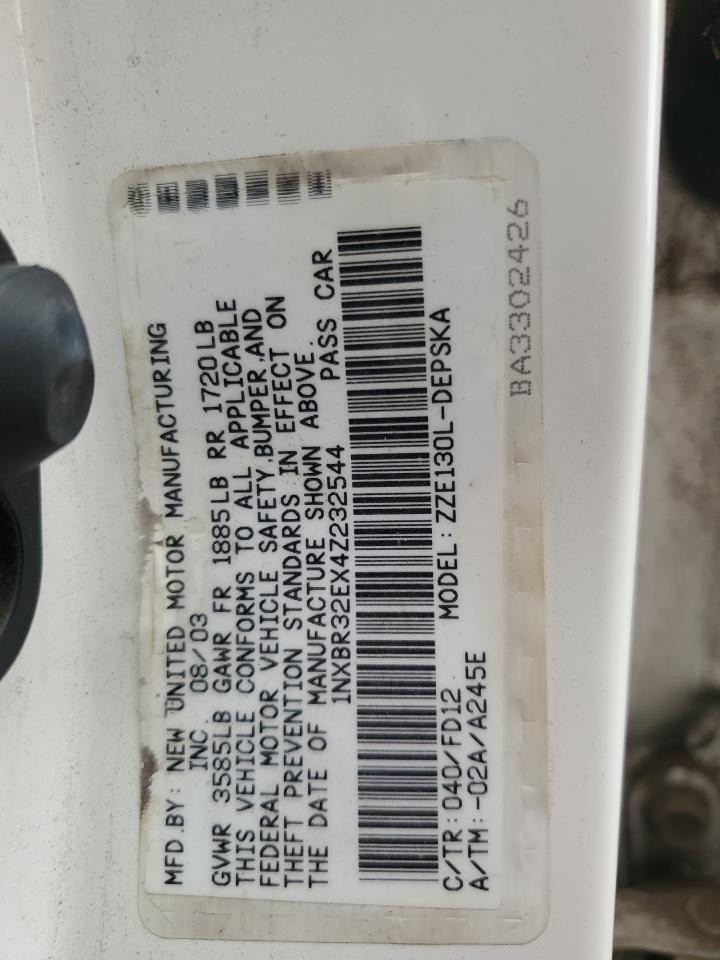 MFD.BY: NEW UNITED MOTOR MANUFACTURING
INC. 08/03
GVWR 3585LB GAWR FR 1885LB RR 1720LB
THIS VEHICLE CONFORMS TO ALL APPLICABLE
FEDERAL MOTOR VEHICLE SAFETY,BUMPER,AND
THEFT PREVENTION STANDARDS IN EFFECT ON
THE DATE OF MANUFACTURE SHOWN ABOVE.
1NXBR32EX4Z232544 PASS CAR
C/TR:040/FD12 MODEL:ZZE130L-DEPSKA
A/TM:-02A/A245E
BA3302426